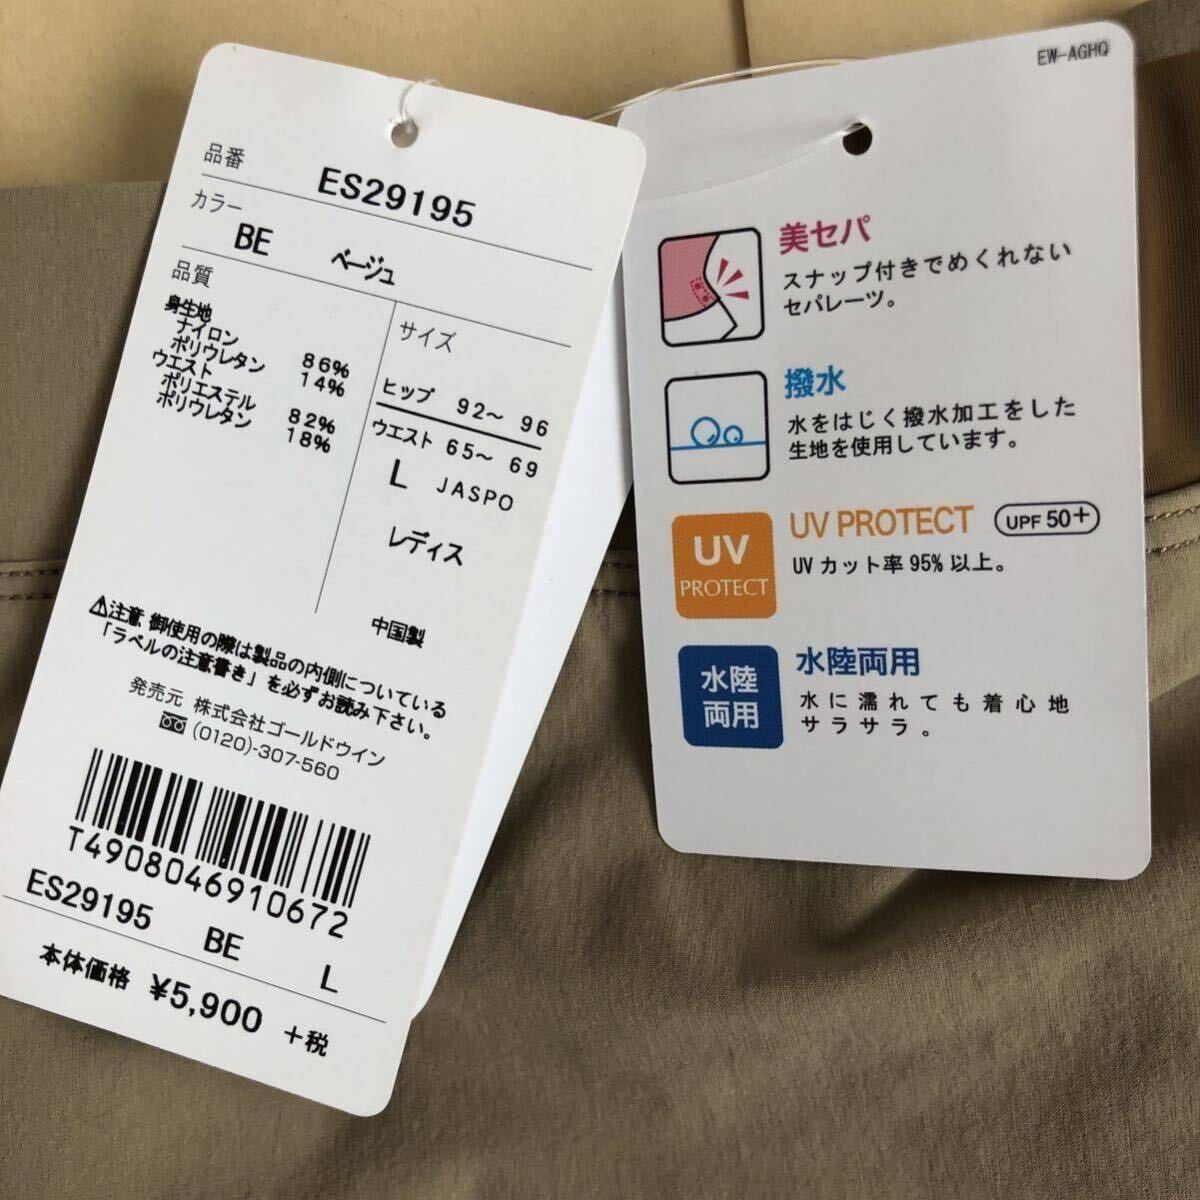 品番
ES29195
カラー
BE ベージュ
品質
身生地
ナイロン 86%
ポリウレタン 14%
ウエスト
ポリエステル 82%
ポリウレタン 18%
サイズ
ヒップ 92〜 96
ウエスト 65〜 69
L JASPO
レディス
中国製
⚠注意 御使用の際は製品の内側についている
「ラベルの注意書き」を必ずお読み下さい。
発売元 株式会社ゴールドウイン
(0120)-307-560
T4908046910672
ES29195 BE L
本体価格 ¥5,900 +税
EW-AGHQ
美セパ
スナップ付きでめくれない
セパレーツ。
撥水
水をはじく撥水加工をした
生地を使用しています。
UV
PROTECT
UV PROTECT UPF 50+
UVカット率95%以上。
水陸
両用
水陸両用
水に濡れても着心地
サラサラ。